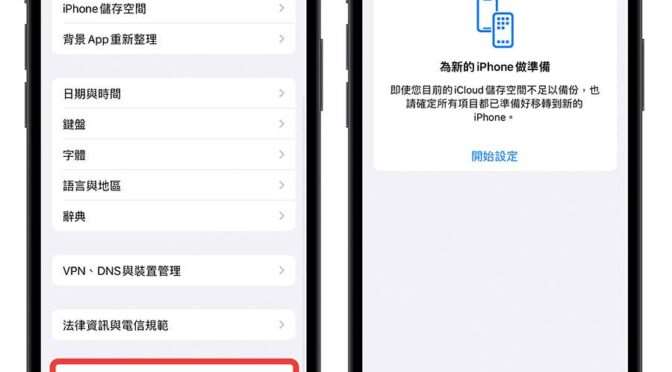 iPhone 儲存空間
背景 App 重新整理
日期與時間
鍵盤
字體
語言與地區
辭典
VPN、DNS 與裝置管理
法律資訊與電信規範
為新的 iPhone 做準備
即使您目前的 iCloud 儲存空間不足以備份，也
請確定所有項目都已準備好移轉到新的
iPhone。
開始設定